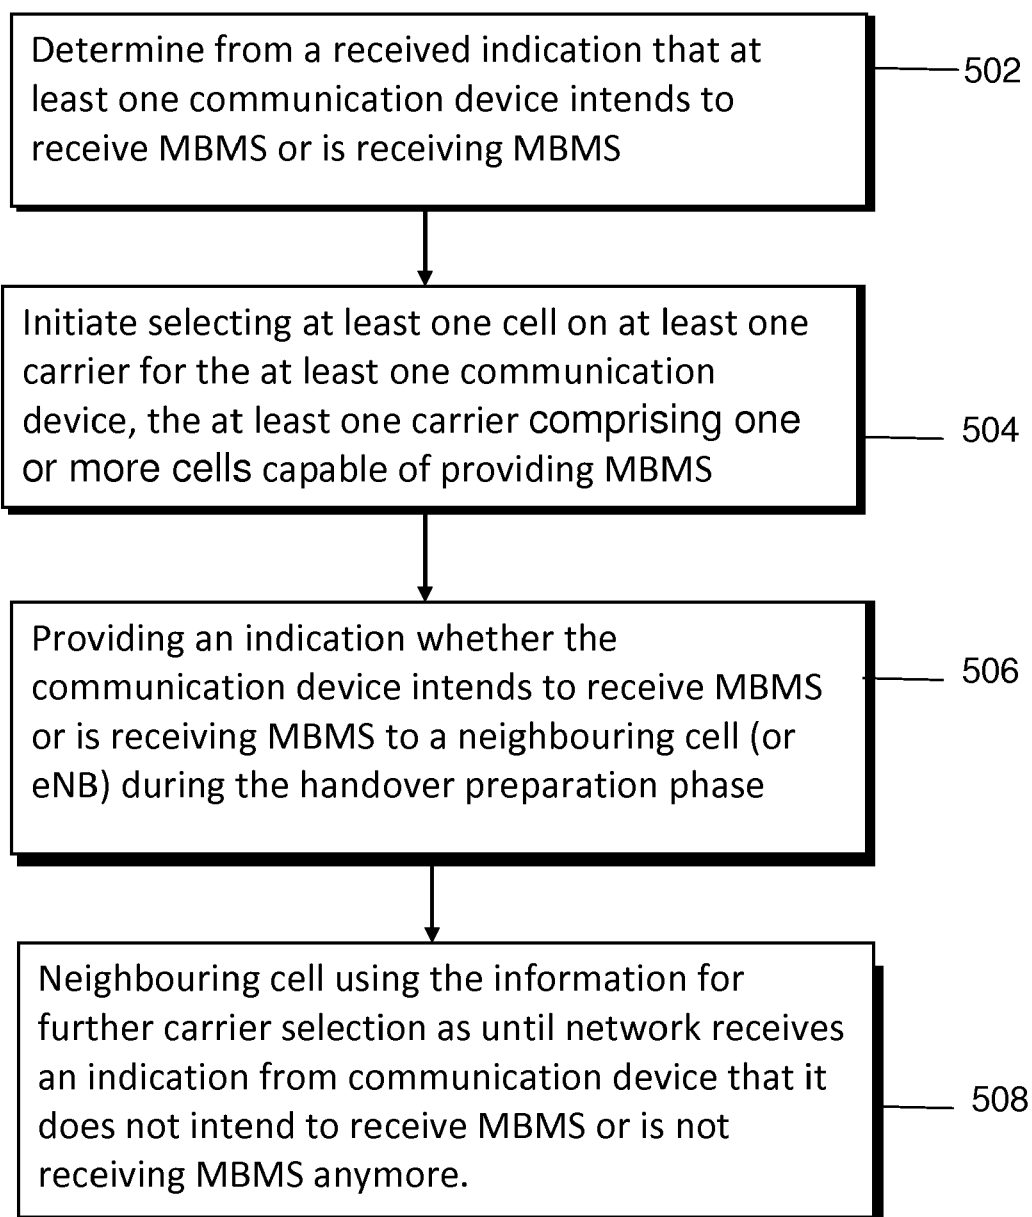 Determine from a received indication that at
least one communication device intends to
receive MBMS or is receiving MBMS
502
Initiate selecting at least one cell on at least one
carrier for the at least one communication
device, the at least one carrier comprising one
or more cells capable of providing MBMS
504
Providing an indication whether the
communication device intends to receive MBMS
or is receiving MBMS to a neighbouring cell (or
eNB) during the handover preparation phase
506
Neighbouring cell using the information for
further carrier selection as until network receives
an indication from communication device that it
does not intend to receive MBMS or is not
receiving MBMS anymore.
508